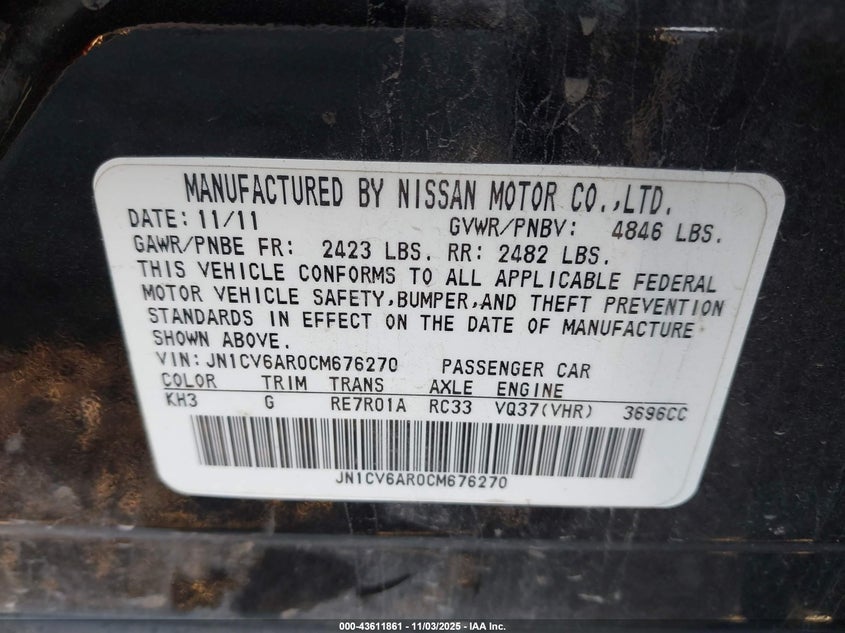 MANUFACTURED BY NISSAN MOTOR CO.,LTD.
DATE: 11/11 GVWR/PNBV: 4846 LBS.
GAWR/PNBE FR: 2423 LBS. RR: 2482 LBS.
THIS VEHICLE CONFORMS TO ALL APPLICABLE FEDERAL
MOTOR VEHICLE SAFETY,BUMPER,AND THEFT PREVENTION
STANDARDS IN EFFECT ON THE DATE OF MANUFACTURE
SHOWN ABOVE.
VIN: JN1CV6AR0CM676270 PASSENGER CAR
COLOR TRIM TRANS AXLE ENGINE
KH3 G RE7R01A RC33 VQ37(VHR) 3696CC
JN1CV6AR0CM676270
000-43611861 - 11/03/2025 - IAA Inc.